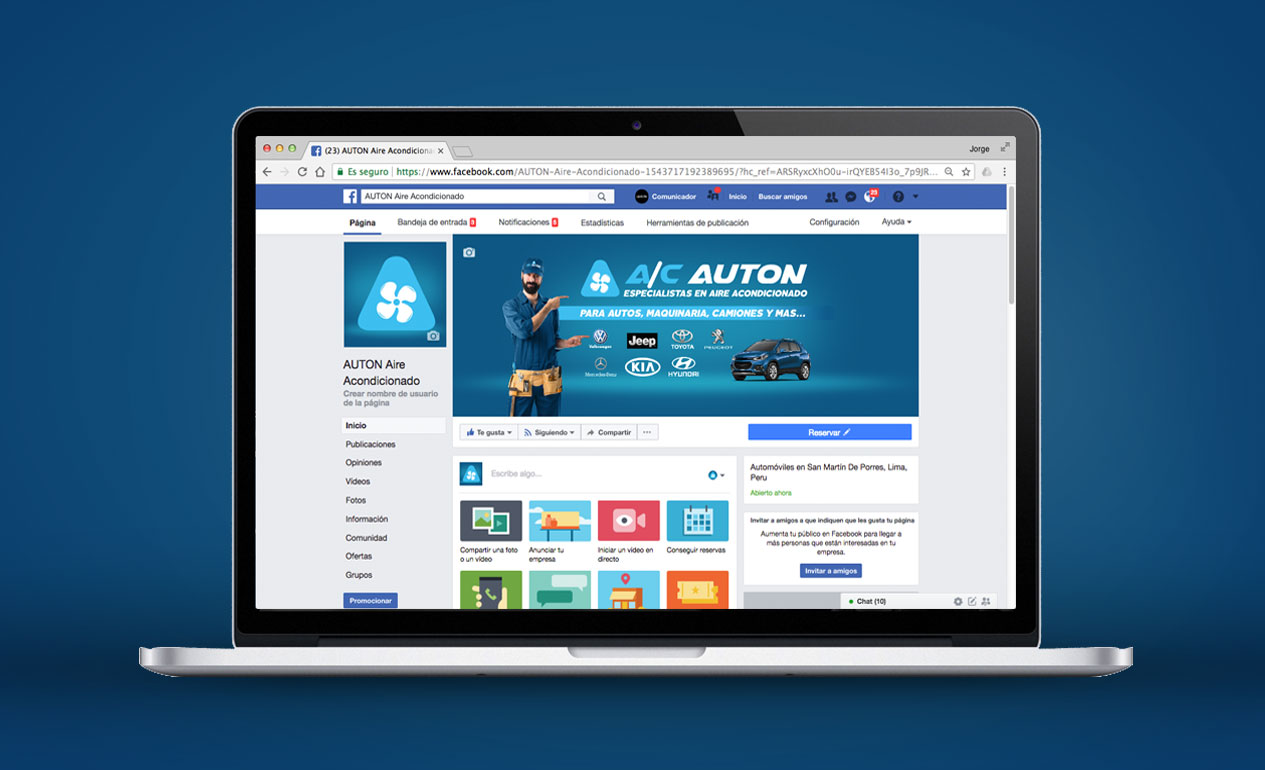 (23) AUTON Aire Acondiciona
Jorge
Es seguro
https://www.facebook.com/AUTON-Aire-Acondicionado-1543717192389695/?hc_ref=ARSRyxcXhO0u-irQYEB54I3o_7p9JR...
AUTON Aire Acondicionado
Comunicador
Inicio
Buscar amigos
23
Página
Bandeja de entrada
Notificaciones
Estadísticas
Herramientas de publicación
Configuración
Ayuda
A/C AUTON
ESPECIALISTAS EN AIRE ACONDICIONADO
PARA AUTOS, MAQUINARIA, CAMIONES Y MAS...
Volkswagen
Jeep
TOYOTA
PEUGEOT
Mercedes-Benz
KIA
HYUNDAI
AUTON Aire
Acondicionado
Crear nombre de usuario
de la página
Inicio
Publicaciones
Opiniones
Vídeos
Fotos
Información
Comunidad
Ofertas
Grupos
Promocionar
Te gusta
Siguiendo
Compartir
...
Reservar
Escribe algo...
Compartir una foto
o un vídeo
Anunciar tu
empresa
Iniciar un vídeo en
directo
Conseguir reservas
Automóviles en San Martín De Porres, Lima,
Peru
Abierto ahora
Invitar a amigos a que indiquen que les gusta tu página
Aumenta tu público en Facebook para llegar a
más personas que están interesadas en tu
empresa.
Invitar a amigos
Chat (10)